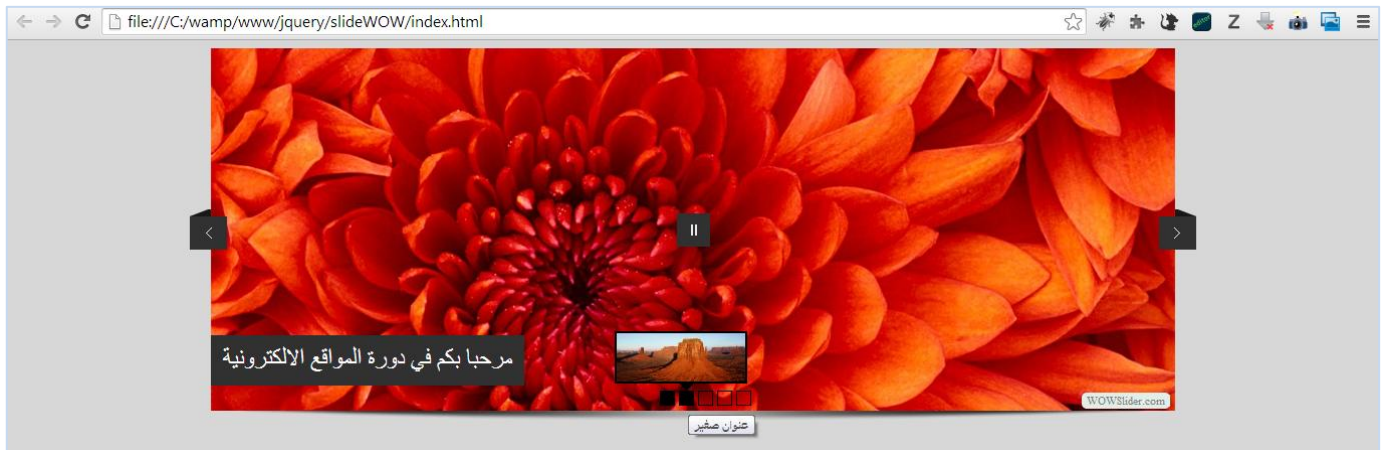 file:///C:/wamp/www/jquery/slideWOW/index.html
مرحبا بكم في دورة المواقع الالكترونية
WOWSlider.com
عنوان صغير